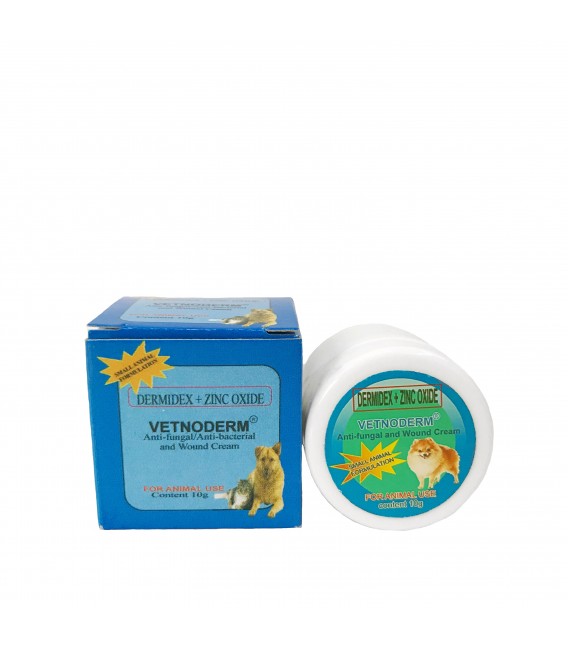 VETNODERM®
SMALL ANIMAL
FORMULATION
DERMIDEX + ZINC OXIDE
VETNODERM®
Anti-fungal/Anti-bacterial
and Wound Cream
FOR ANIMAL USE
Content 10g
DERMIDEX + ZINC OXIDE
VETNODERM®
Anti-fungal and Wound Cream
SMALL ANIMAL
FORMULATION
FOR ANIMAL USE
content 10g